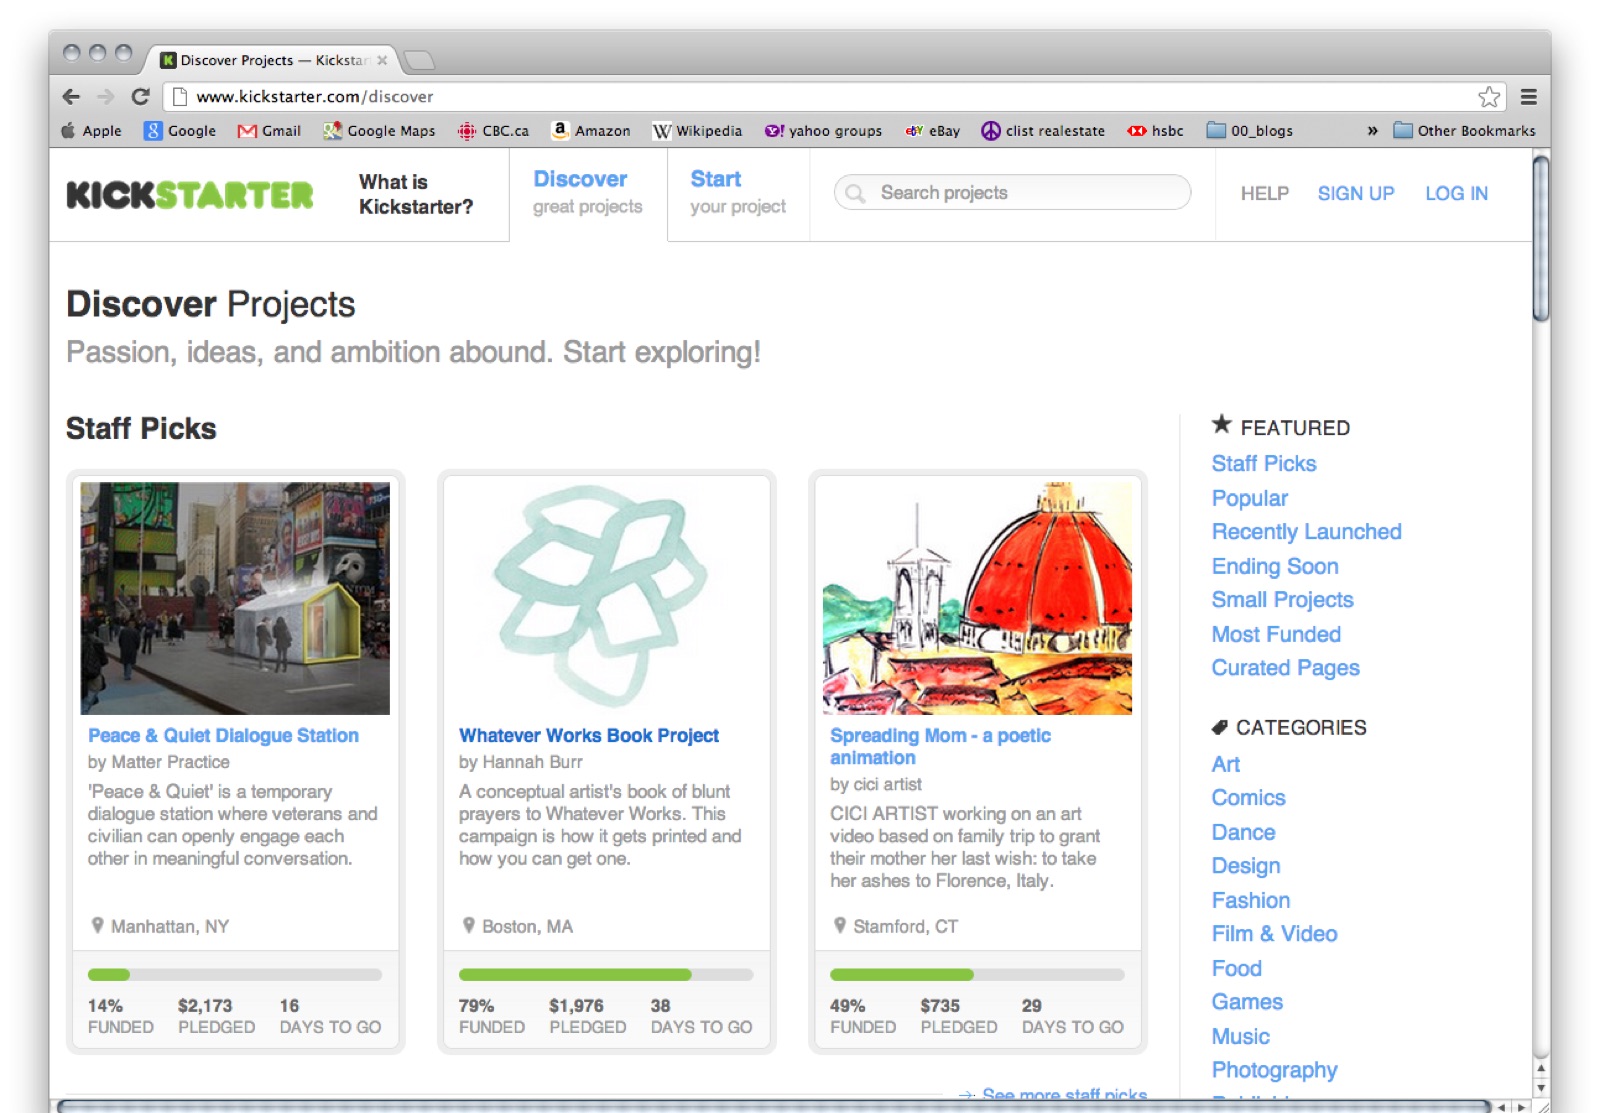 Discover Projects — Kickstar
www.kickstarter.com/discover
Apple Google Gmail Google Maps CBC.ca Amazon Wikipedia yahoo groups eBay clist realestate hsbc 00_blogs » Other Bookmarks
KICKSTARTER
What is
Kickstarter?
Discover
great projects
Start
your project
Search projects
HELP SIGN UP LOG IN
Discover Projects
Passion, ideas, and ambition abound. Start exploring!
Staff Picks
Peace & Quiet Dialogue Station
by Matter Practice
'Peace & Quiet' is a temporary
dialogue station where veterans and
civilian can openly engage each
other in meaningful conversation.
Manhattan, NY
14% $2,173 16
FUNDED PLEDGED DAYS TO GO
Whatever Works Book Project
by Hannah Burr
A conceptual artist's book of blunt
prayers to Whatever Works. This
campaign is how it gets printed and
how you can get one.
Boston, MA
79% $1,976 38
FUNDED PLEDGED DAYS TO GO
Spreading Mom - a poetic
animation
by cici artist
CICI ARTIST working on an art
video based on family trip to grant
their mother her last wish: to take
her ashes to Florence, Italy.
Stamford, CT
49% $735 29
FUNDED PLEDGED DAYS TO GO
See more staff picks
FEATURED
Staff Picks
Popular
Recently Launched
Ending Soon
Small Projects
Most Funded
Curated Pages
CATEGORIES
Art
Comics
Dance
Design
Fashion
Film & Video
Food
Games
Music
Photography